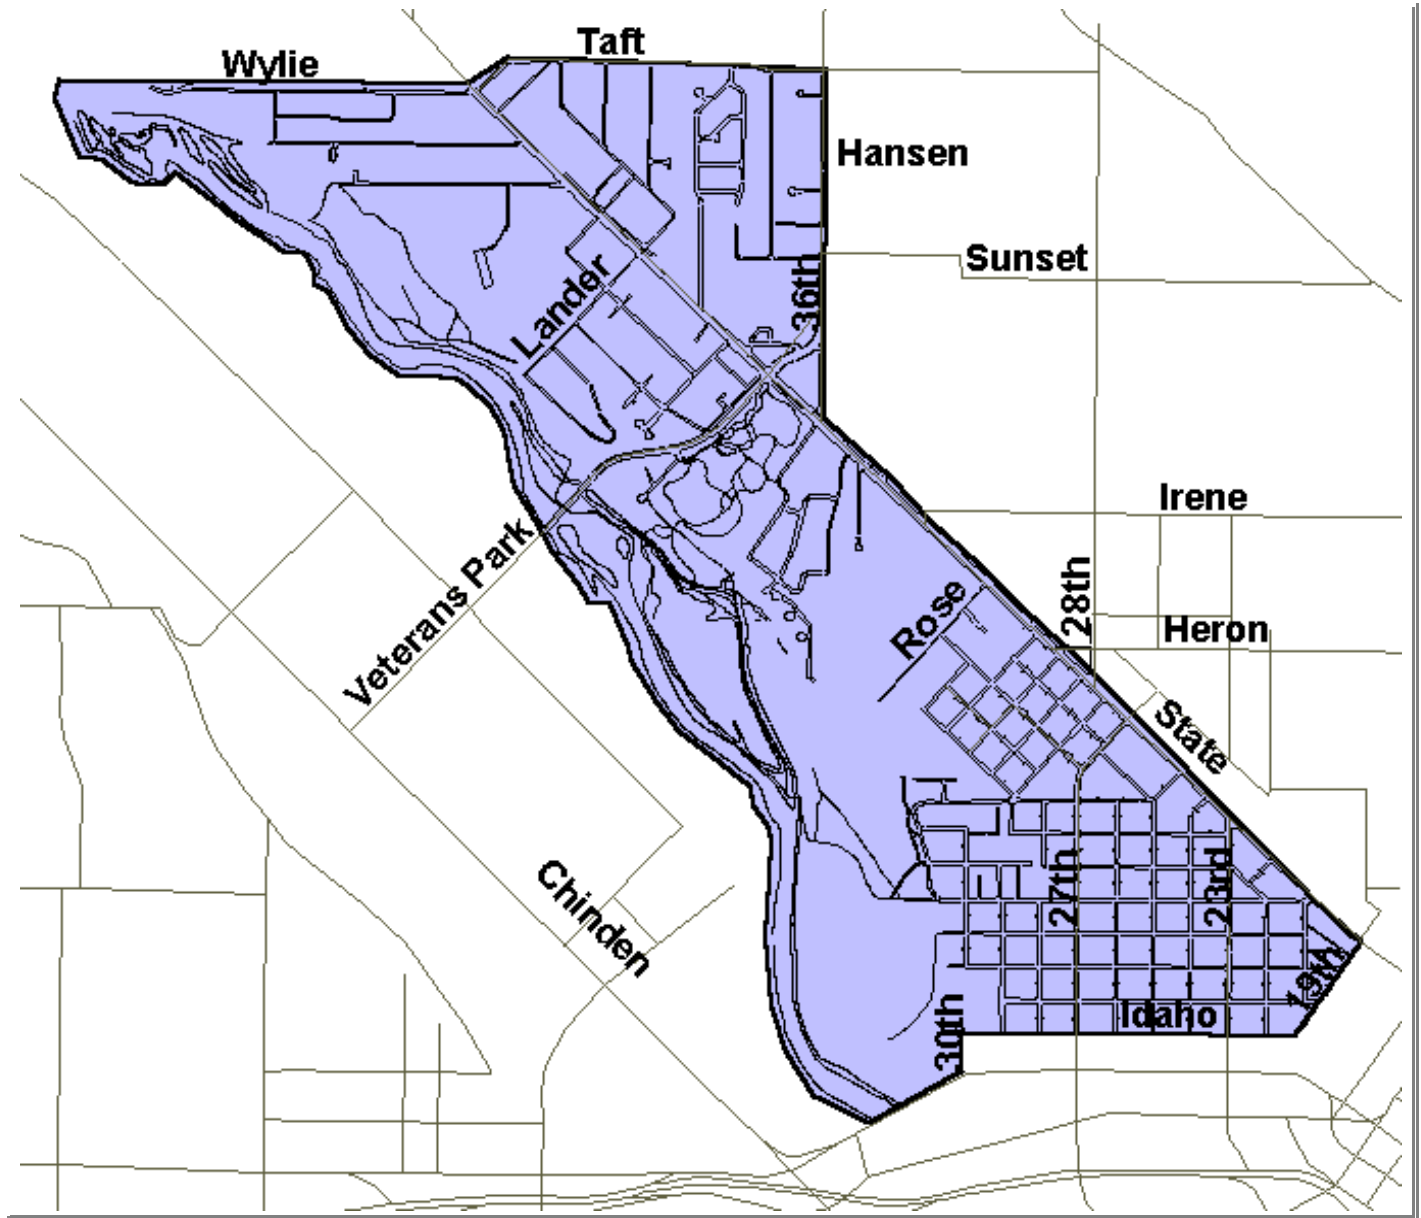 Taft
Wylie
Hansen
Sunset
36th
Lander
Irene
Veterans Park
28th
Rose
Heron
State
Chinden
27th
23rd
19th
30th
Idaho